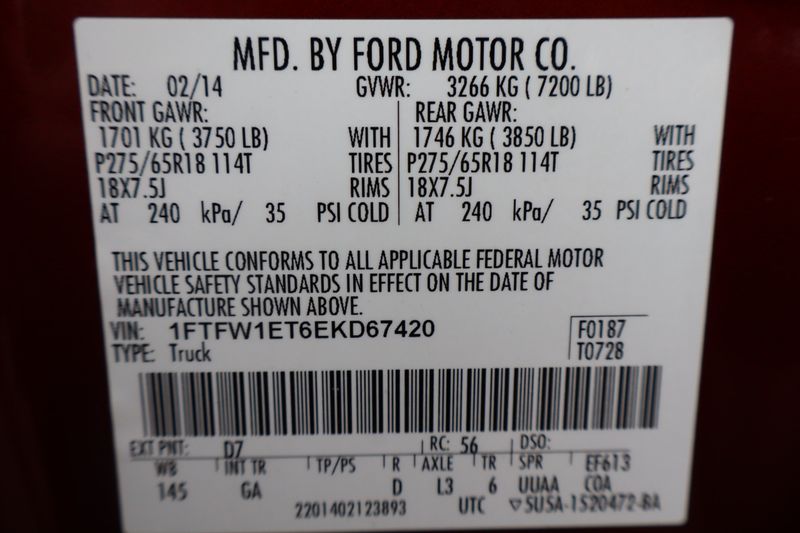 MFD. BY FORD MOTOR CO.
DATE: 02/14 GVWR: 3266 KG ( 7200 LB)
FRONT GAWR: REAR GAWR:
1701 KG ( 3750 LB) WITH 1746 KG ( 3850 LB) WITH
P275/65R18 114T TIRES P275/65R18 114T TIRES
18X7.5J RIMS 18X7.5J RIMS
AT 240 kPa/ 35 PSI COLD AT 240 kPa/ 35 PSI COLD
THIS VEHICLE CONFORMS TO ALL APPLICABLE FEDERAL MOTOR
VEHICLE SAFETY STANDARDS IN EFFECT ON THE DATE OF
MANUFACTURE SHOWN ABOVE.
VIN: 1FTFW1ET6EKD67420 F0187
TYPE: Truck T0728
EXT PNT: D7 RC: 56 DSO:
WB INT TR TP/PS R AXLE TR SPR EF613
145 GA D L3 6 UUAA COA
2201402123893 UTC ▽SU5A-1520472-BA